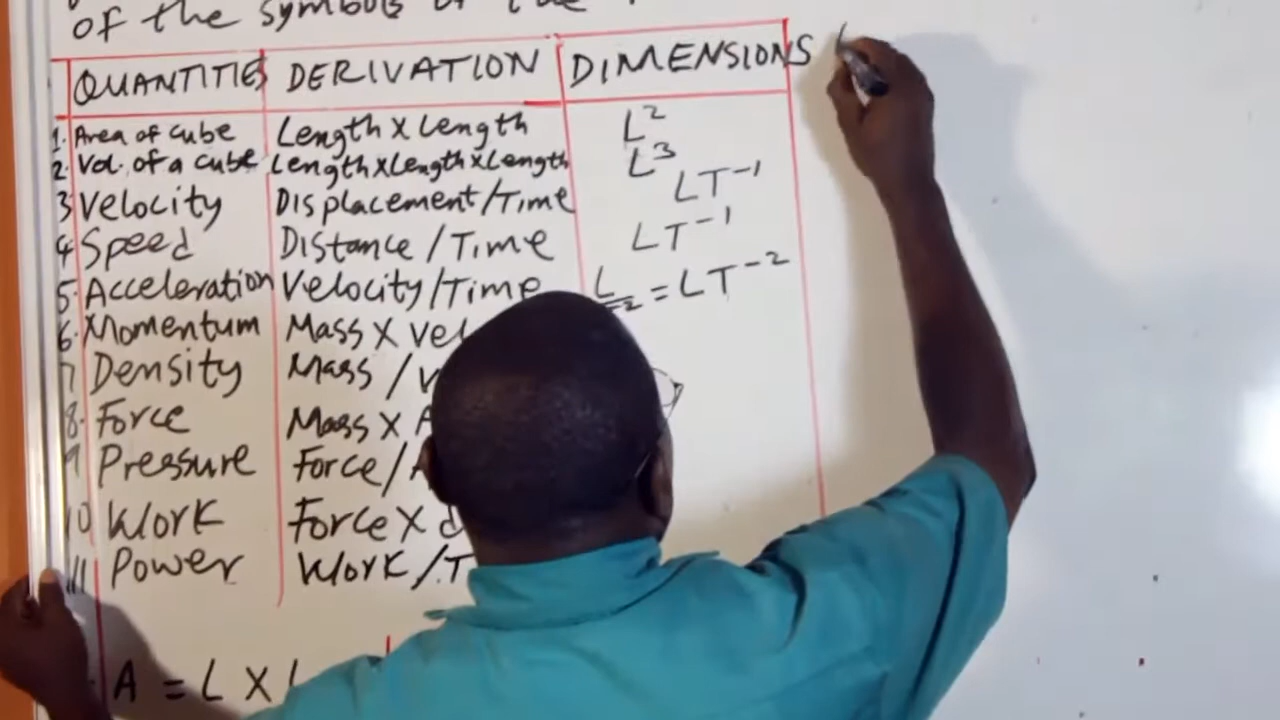 of the symbols of the
QUANTITIES DERIVATION DIMENSIONS
1. Area of cube Length X Length L²
2. Vol. of a cube Length X Length X Length L³
3 Velocity Displacement/Time LT⁻¹
4 Speed Distance / Time LT⁻¹
5. Acceleration Velocity/Time L = LT⁻²
6. Momentum Mass X Vel
7 Density Mass / V
8. Force Mass X A
9 Pressure Force /
10 Work Force X d
11 Power Work / T
A = L X L